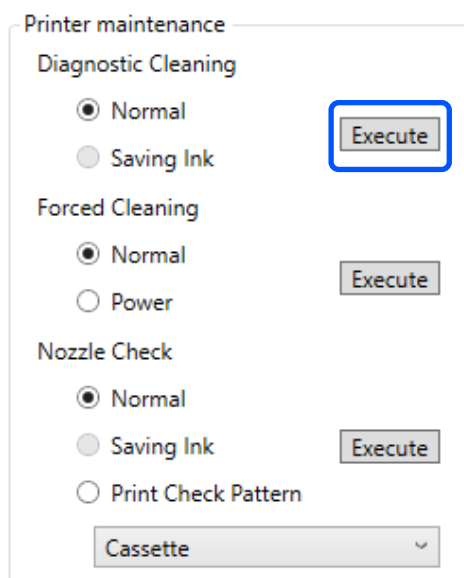 Printer maintenance
Diagnostic Cleaning
Normal
Execute
Saving Ink
Forced Cleaning
Normal
Execute
Power
Nozzle Check
Normal
Saving Ink
Execute
Print Check Pattern
Cassette